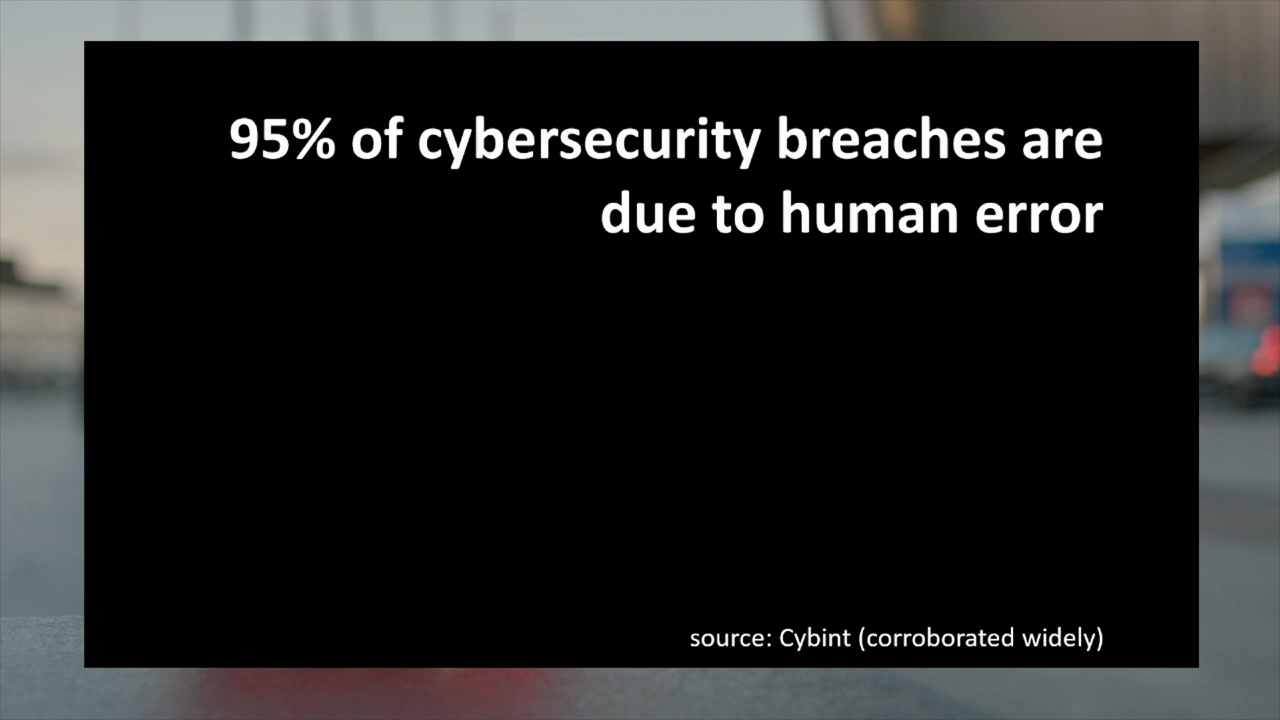 95% of cybersecurity breaches are
due to human error
source: Cybint (corroborated widely)